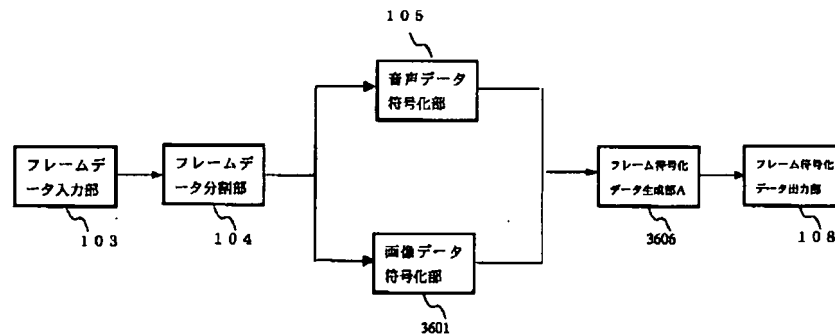 １０５
音声データ
符号化部
フレームデ
ータ入力部
１０３
フレームデ
ータ分割部
１０４
画像データ
符号化部
3601
フレーム符号化
データ生成部A
3606
フレーム符号化
データ出力部
１０８